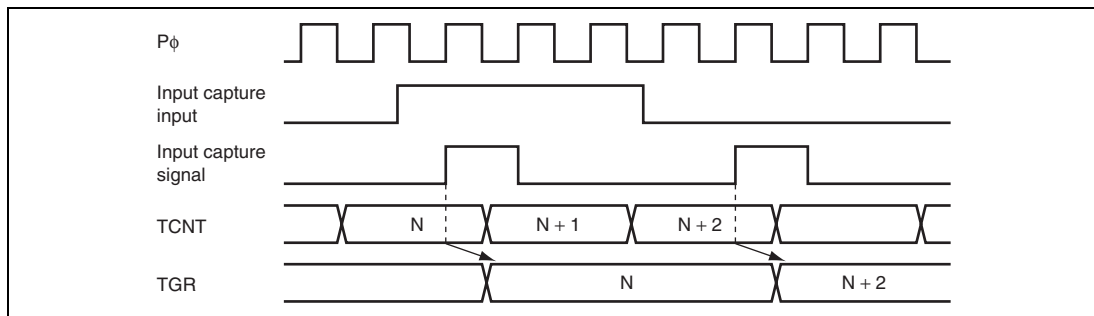 Pϕ
Input capture
input
Input capture
signal
TCNT N N + 1 N + 2
TGR N N + 2